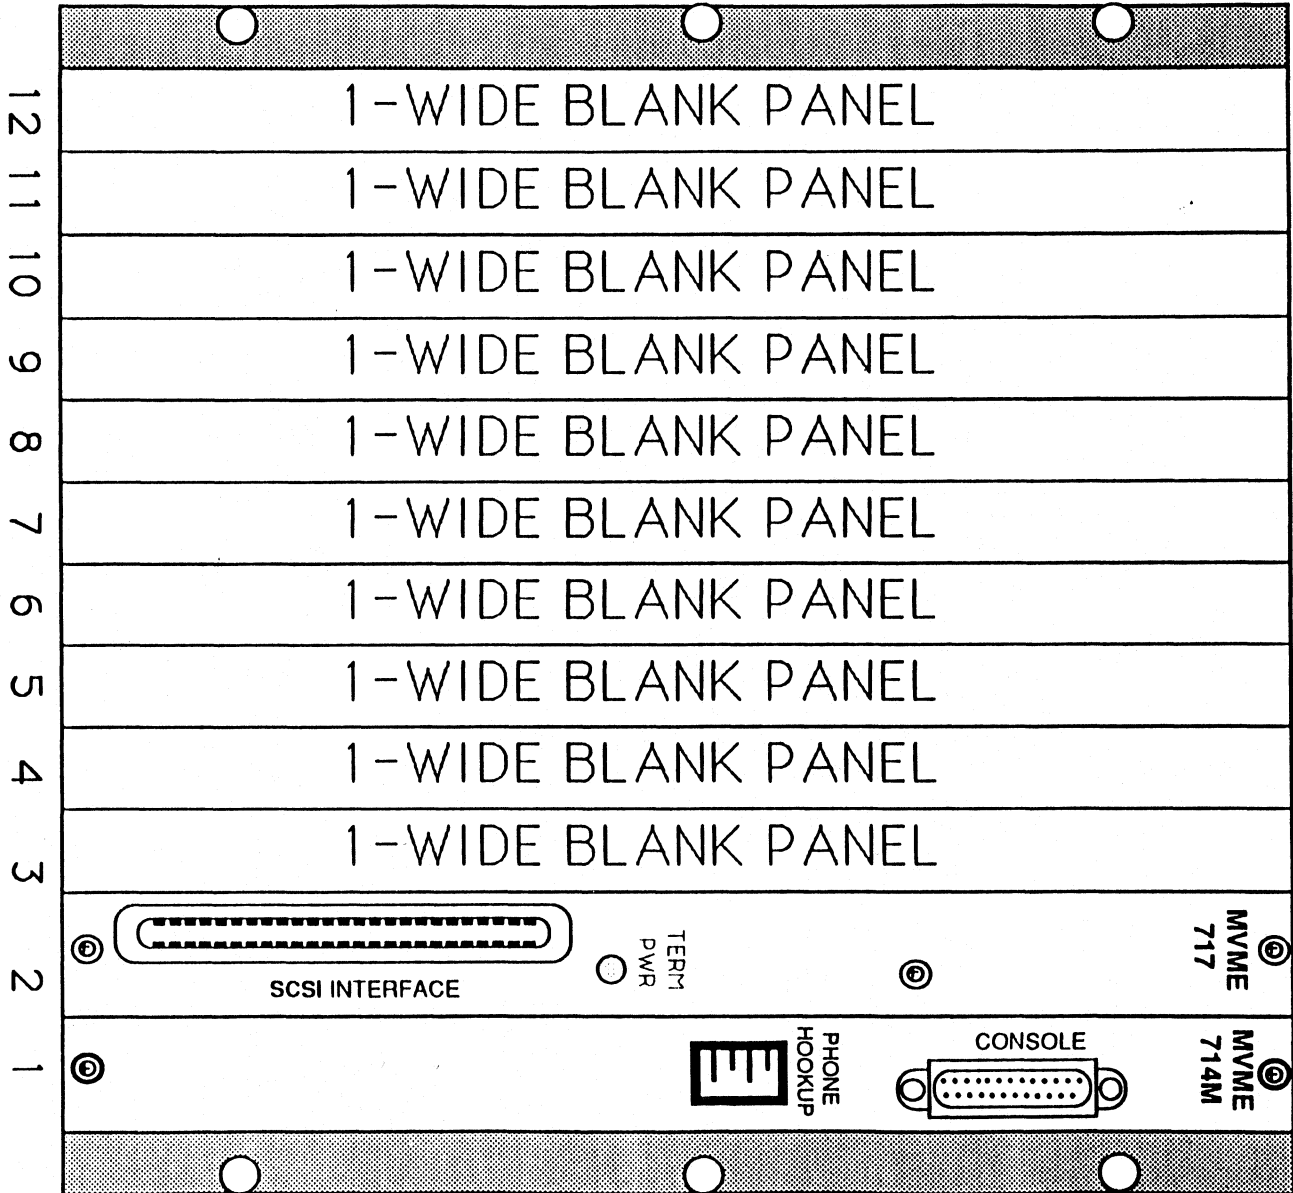 12 1-WIDE BLANK PANEL
11 1-WIDE BLANK PANEL
10 1-WIDE BLANK PANEL
9 1-WIDE BLANK PANEL
8 1-WIDE BLANK PANEL
7 1-WIDE BLANK PANEL
6 1-WIDE BLANK PANEL
5 1-WIDE BLANK PANEL
4 1-WIDE BLANK PANEL
3 1-WIDE BLANK PANEL
2
SCSI INTERFACE
TERM
PWR
MVME
717
1
PHONE
HOOKUP
CONSOLE
MVME
714M